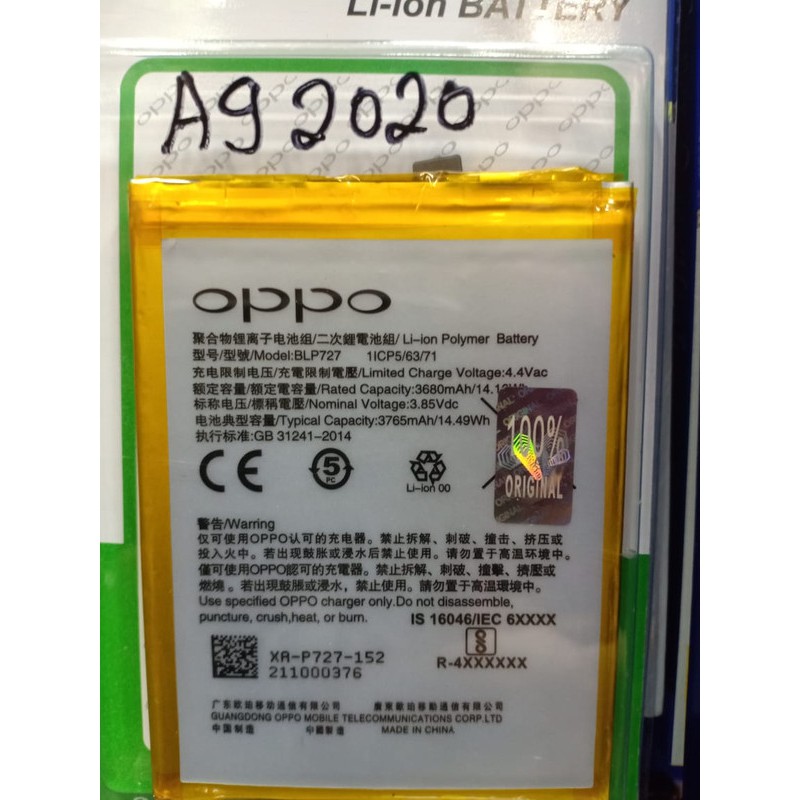 Li-ion BATTERY
A9 2020
oppo
聚合物锂离子电池组/二次鋰電池組/ Li-ion Polymer Battery
型号/型號/Model:BLP727 1ICP5/63/71
充电限制电压/充電限制電壓/Limited Charge Voltage:4.4Vac
额定容量/額定電容量/Rated Capacity:3680mAh/14.
标称电压/標稱電壓/Nominal Voltage:3.85Vdc
电池典型容量/Typical Capacity:3765mAh/14.49Wh
执行标准:GB 31241-2014
100%
ORIGINAL
CE
5
PC
Li-ion 00
警告/Warring
仅可使用OPPO认可的充电器。禁止拆解、刺破、撞击、挤压或
投入火中。若出现鼓胀或浸水后禁止使用。请勿置于高温环境中。
僅可使用OPPO認可的充電器。禁止拆解、刺破、撞擊、擠壓或
燃燒。若出現鼓脹或浸水，禁止使用。請勿置于高溫環境中。
Use specified OPPO charger only.Do not disassemble,
puncture, crush,heat, or burn.
IS 16046/IEC 6XXXX
R-4XXXXXX
XA-P727-152
211000376
广东欧珀移动通信有限公司 廣東歐珀移動通信有限公司
GUANGDONG OPPO MOBILE TELECOMMUNICATIONS CORP.LTD
中国制造 中國製造 MADE IN CHINA